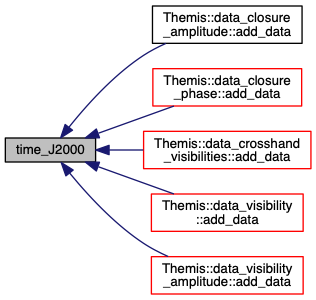 Themis::data_closure
_amplitude::add_data
Themis::data_closure
_phase::add_data
time_J2000
Themis::data_crosshand
_visibilities::add_data
Themis::data_visibility
::add_data
Themis::data_visibility
_amplitude::add_data